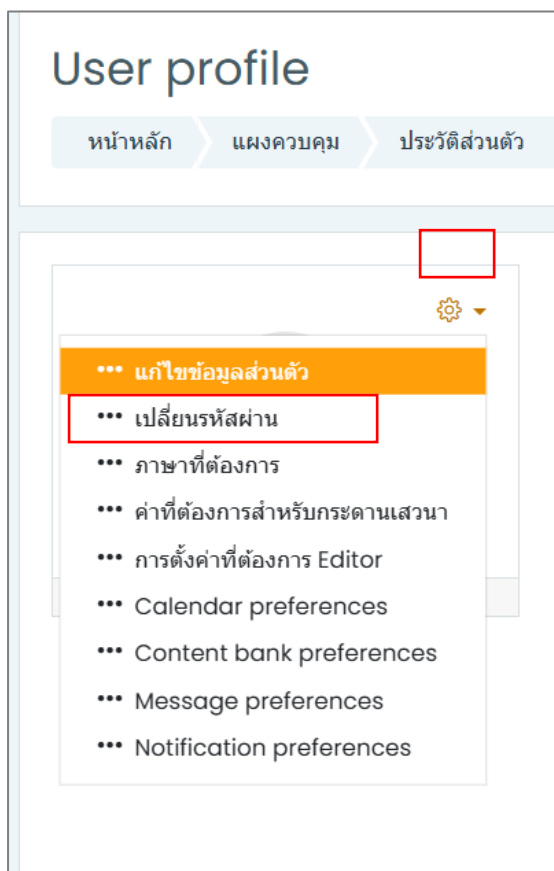 User profile
หน้าหลัก แผงควบคุม ประวัติส่วนตัว
••• แก้ไขข้อมูลส่วนตัว
••• เปลี่ยนรหัสผ่าน
••• ภาษาที่ต้องการ
••• ค่าที่ต้องการสำหรับกระดานเสวนา
••• การตั้งค่าที่ต้องการ Editor
••• Calendar preferences
••• Content bank preferences
••• Message preferences
••• Notification preferences